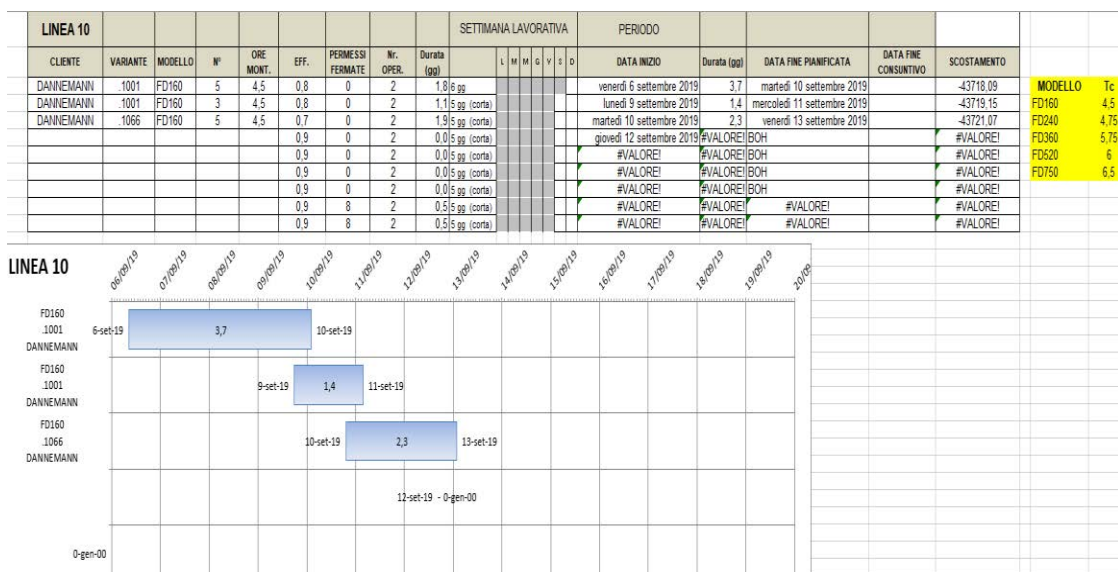 LINEA 10 SETTIMANA LAVORATIVA PERIODO
CLIENTE VARIANTE MODELLO N° ORE MONT. EFF. PERMESSI FERMATE Nr. OPER. Durata (gg) L M M G V S D DATA INIZIO Durata (gg) DATA FINE PIANIFICATA DATA FINE CONSUNTIVO SCOSTAMENTO
DANNEMANN .1001 FD160 5 4,5 0,8 0 2 1,8 6 gg venerdì 6 settembre 2019 3,7 martedì 10 settembre 2019 -43718,09 MODELLO Tc
DANNEMANN .1001 FD160 3 4,5 0,8 0 2 1,1 5 gg (corta) lunedì 9 settembre 2019 1,4 mercoledì 11 settembre 2019 -43719,15 FD160 4,5
DANNEMANN .1066 FD160 5 4,5 0,7 0 2 1,9 5 gg (corta) martedì 10 settembre 2019 2,3 venerdì 13 settembre 2019 -43721,07 FD240 4,75
0,9 0 2 0,0 5 gg (corta) giovedì 12 settembre 2019 #VALORE! BOH #VALORE! FD360 5,75
0,9 0 2 0,0 5 gg (corta) #VALORE! #VALORE! BOH #VALORE! FD520 6
0,9 0 2 0,0 5 gg (corta) #VALORE! #VALORE! BOH #VALORE! FD750 6,5
0,9 0 2 0,0 5 gg (corta) #VALORE! #VALORE! BOH #VALORE!
0,9 8 2 0,5 5 gg (corta) #VALORE! #VALORE! #VALORE! #VALORE!
0,9 8 2 0,5 5 gg (corta) #VALORE! #VALORE! #VALORE! #VALORE!
LINEA 10
06/09/19 07/09/19 08/09/19 09/09/19 10/09/19 11/09/19 12/09/19 13/09/19 14/09/19 15/09/19 16/09/19 17/09/19 18/09/19 19/09/19 20/09
FD160
.1001 6-set-19 3,7 10-set-19
DANNEMANN
FD160
.1001 9-set-19 1,4 11-set-19
DANNEMANN
FD160
.1066 10-set-19 2,3 13-set-19
DANNEMANN
12-set-19 - 0-gen-00
0-gen-00